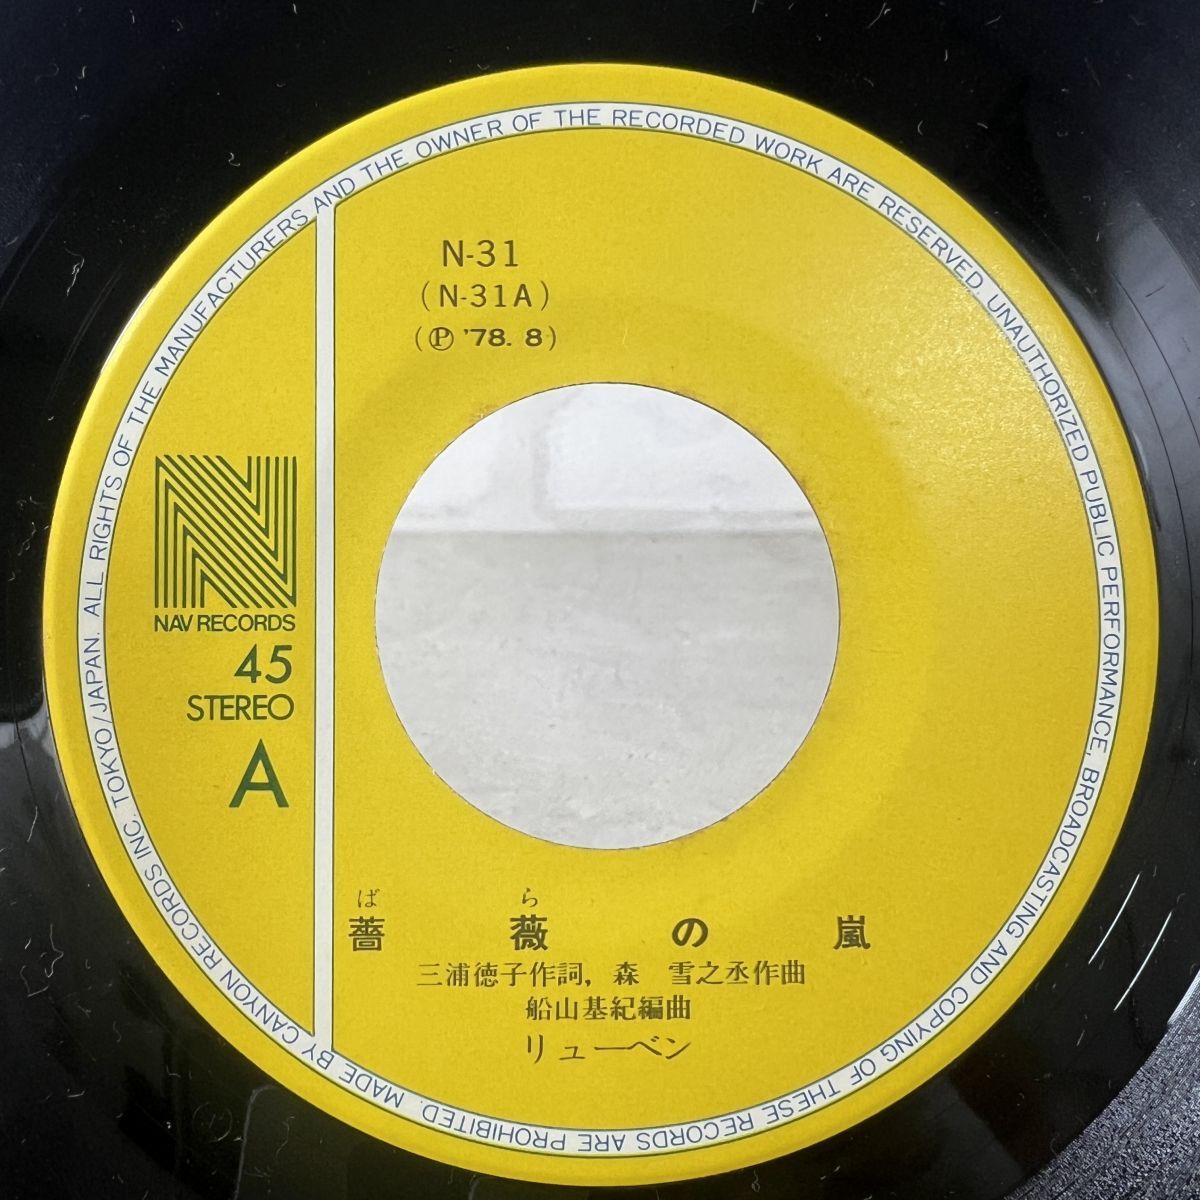 ALL RIGHTS OF THE MANUFACTURERS AND THE OWNER OF THE RECORDED WORK ARE RESERVED. UNAUTHORIZED PUBLIC PERFORMANCE, BROADCASTING AND COPYING OF THESE RECORDS ARE PROHIBITED. MADE BY CANYON RECORDS INC. TOKYO/JAPAN.
N-31
(N-31A)
(Ⓟ '78. 8)
NAV RECORDS
45
STEREO
A
ばら
薔薇の嵐
三浦徳子作詞, 森 雪之丞作曲
船山基紀編曲
リューベン